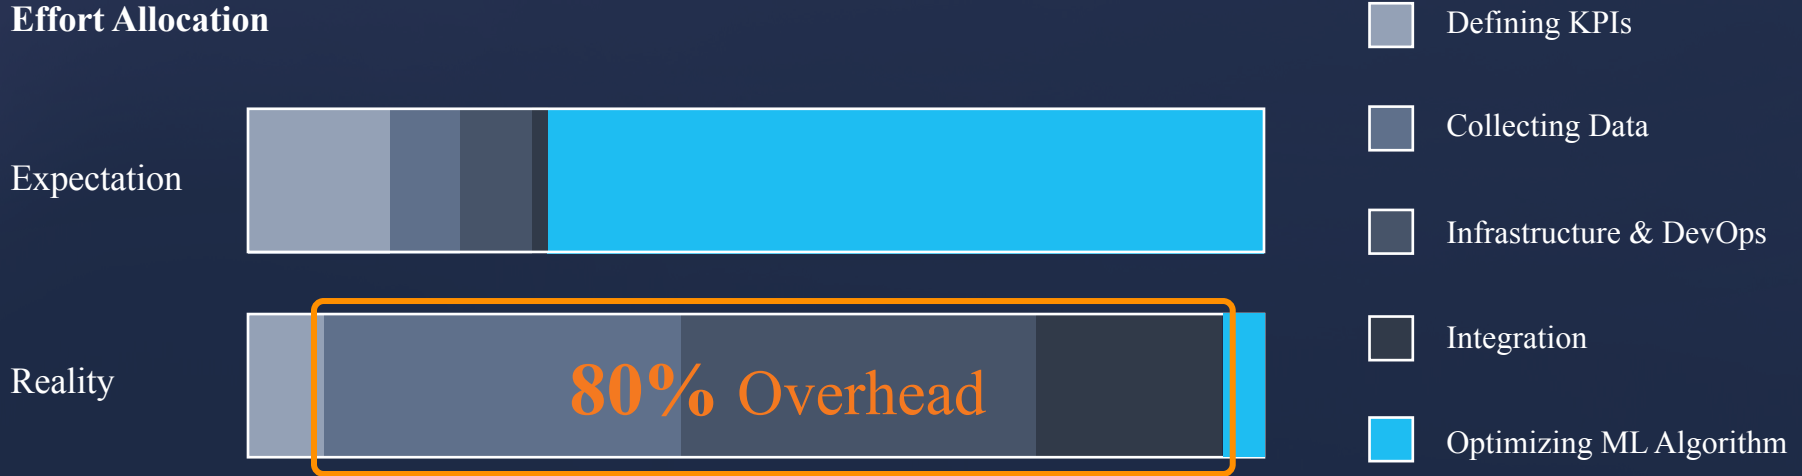 Effort Allocation
Expectation
Reality
80% Overhead
Defining KPIs
Collecting Data
Infrastructure & DevOps
Integration
Optimizing ML Algorithm